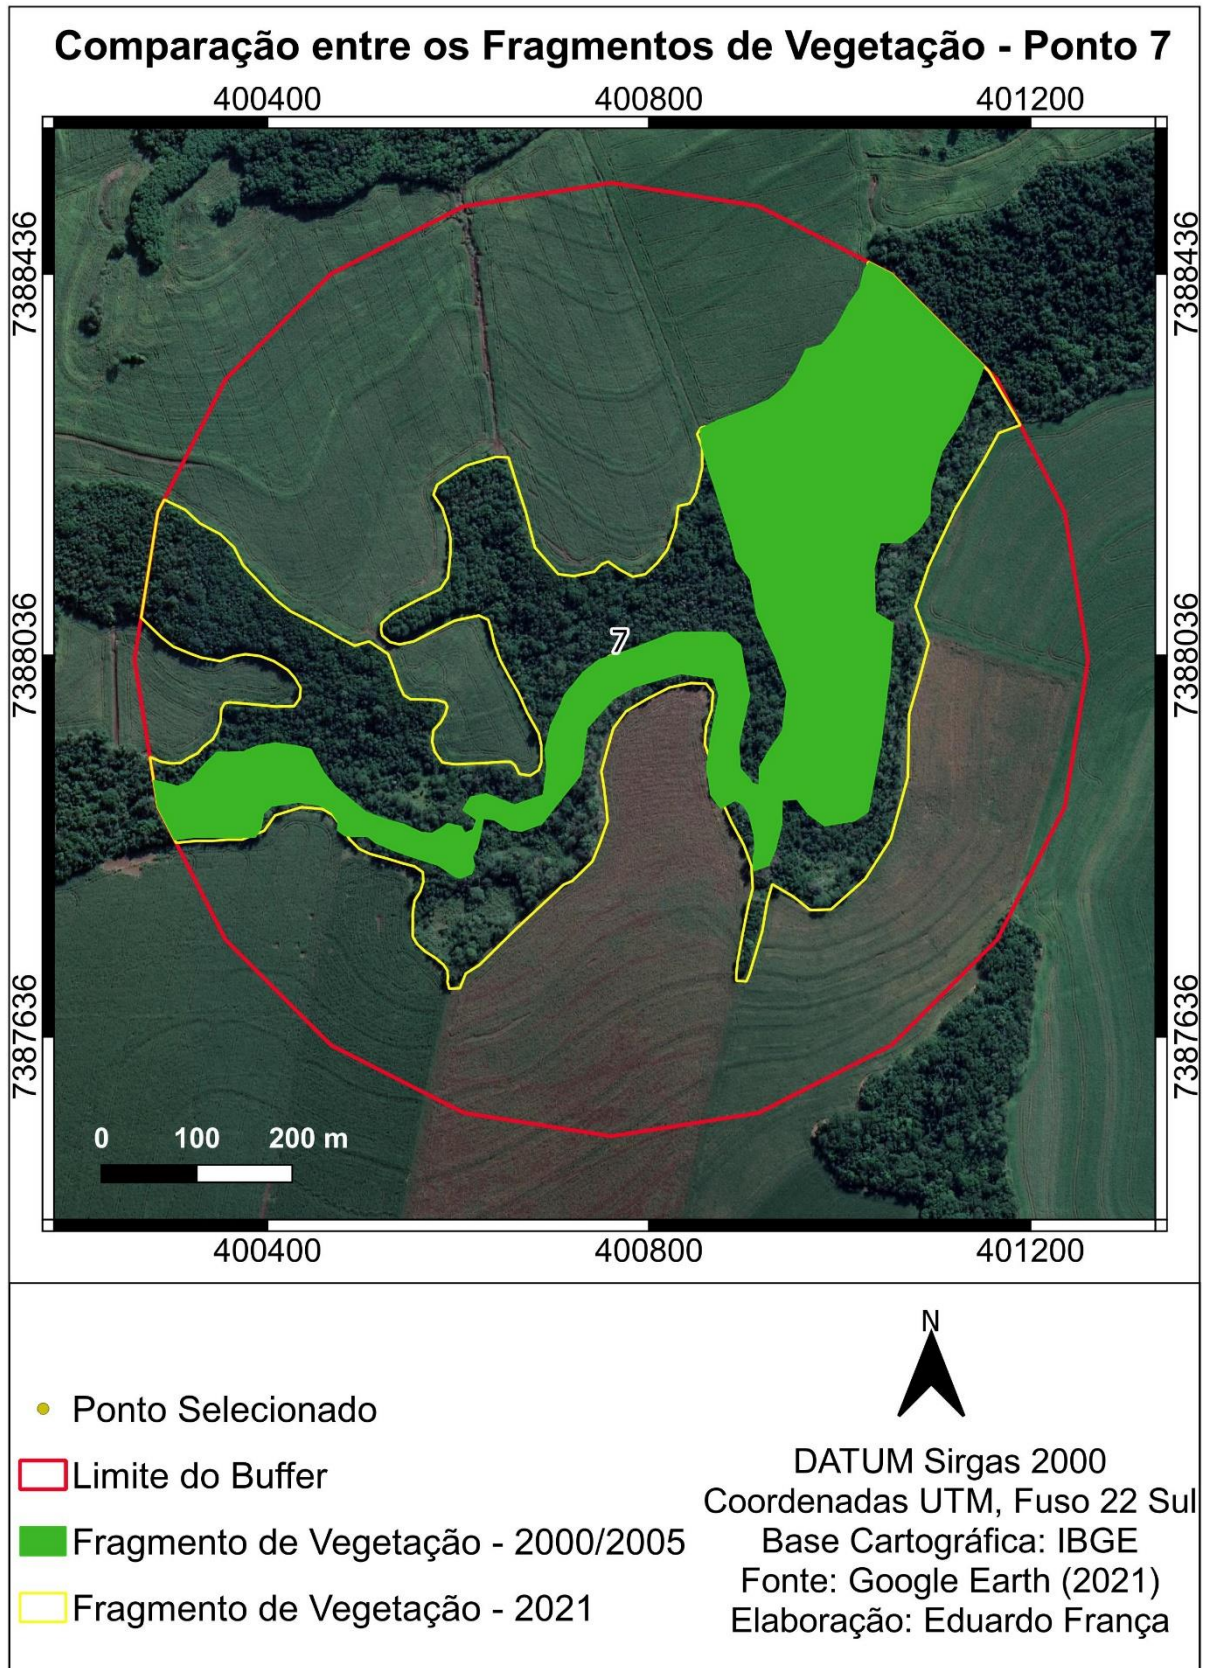 Comparação entre os Fragmentos de Vegetação - Ponto 7
400400 400800 401200
7388436 7388436
7388036 7388036
7
7387636 7387636
0 100 200 m
400400 400800 401200
N
Ponto Selecionado
Limite do Buffer
Fragmento de Vegetação - 2000/2005
Fragmento de Vegetação - 2021
DATUM Sirgas 2000
Coordenadas UTM, Fuso 22 Sul
Base Cartográfica: IBGE
Fonte: Google Earth (2021)
Elaboração: Eduardo França